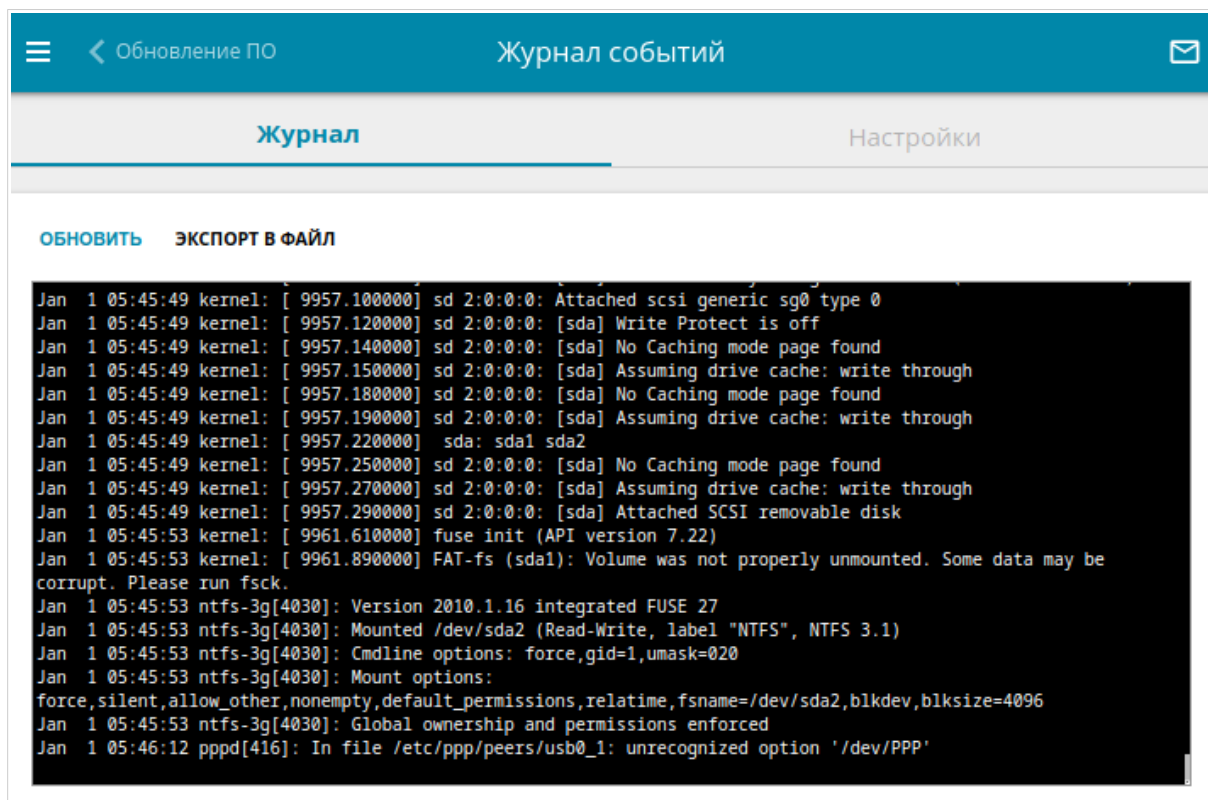 Обновление ПО
Журнал событий
Журнал
Настройки
ОБНОВИТЬ ЭКСПОРТ В ФАЙЛ
Jan  1 05:45:49 kernel: [ 9957.100000] sd 2:0:0:0: Attached scsi generic sg0 type 0
Jan  1 05:45:49 kernel: [ 9957.120000] sd 2:0:0:0: [sda] Write Protect is off
Jan  1 05:45:49 kernel: [ 9957.140000] sd 2:0:0:0: [sda] No Caching mode page found
Jan  1 05:45:49 kernel: [ 9957.150000] sd 2:0:0:0: [sda] Assuming drive cache: write through
Jan  1 05:45:49 kernel: [ 9957.180000] sd 2:0:0:0: [sda] No Caching mode page found
Jan  1 05:45:49 kernel: [ 9957.190000] sd 2:0:0:0: [sda] Assuming drive cache: write through
Jan  1 05:45:49 kernel: [ 9957.220000]  sda: sda1 sda2
Jan  1 05:45:49 kernel: [ 9957.250000] sd 2:0:0:0: [sda] No Caching mode page found
Jan  1 05:45:49 kernel: [ 9957.270000] sd 2:0:0:0: [sda] Assuming drive cache: write through
Jan  1 05:45:49 kernel: [ 9957.290000] sd 2:0:0:0: [sda] Attached SCSI removable disk
Jan  1 05:45:53 kernel: [ 9961.610000] fuse init (API version 7.22)
Jan  1 05:45:53 kernel: [ 9961.890000] FAT-fs (sda1): Volume was not properly unmounted. Some data may be
corrupt. Please run fsck.
Jan  1 05:45:53 ntfs-3g[4030]: Version 2010.1.16 integrated FUSE 27
Jan  1 05:45:53 ntfs-3g[4030]: Mounted /dev/sda2 (Read-Write, label "NTFS", NTFS 3.1)
Jan  1 05:45:53 ntfs-3g[4030]: Cmdline options: force,gid=1,umask=020
Jan  1 05:45:53 ntfs-3g[4030]: Mount options:
force,silent,allow_other,nonempty,default_permissions,relatime,fsname=/dev/sda2,blkdev,blksize=4096
Jan  1 05:45:53 ntfs-3g[4030]: Global ownership and permissions enforced
Jan  1 05:46:12 pppd[416]: In file /etc/ppp/peers/usb0_1: unrecognized option '/dev/PPP'